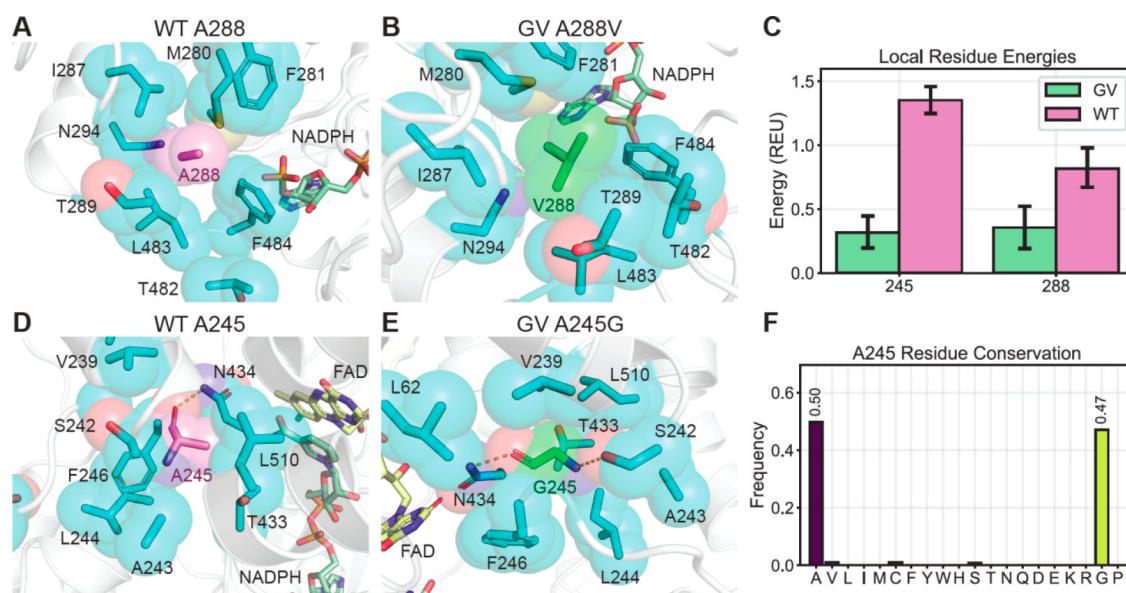 A WT A288
I287
M280
F281
N294
NADPH
A288
T289
L483
F484
T482
B GV A288V
M280
F281
NADPH
F484
I287
V288
T289
N294
T482
L483
C
Local Residue Energies
Energy (REU)
1.5
1.0
0.5
0.0
GV
WT
245
288
D WT A245
V239
N434
FAD
S242
F246
A245
L510
L244
T433
A243
NADPH
E GV A245G
V239
L510
L62
T433
S242
N434
G245
A243
FAD
F246
L244
F
A245 Residue Conservation
Frequency
0.6
0.4
0.2
0.0
0.50
0.47
A V L I M C F Y W H S T N Q D E K R G P